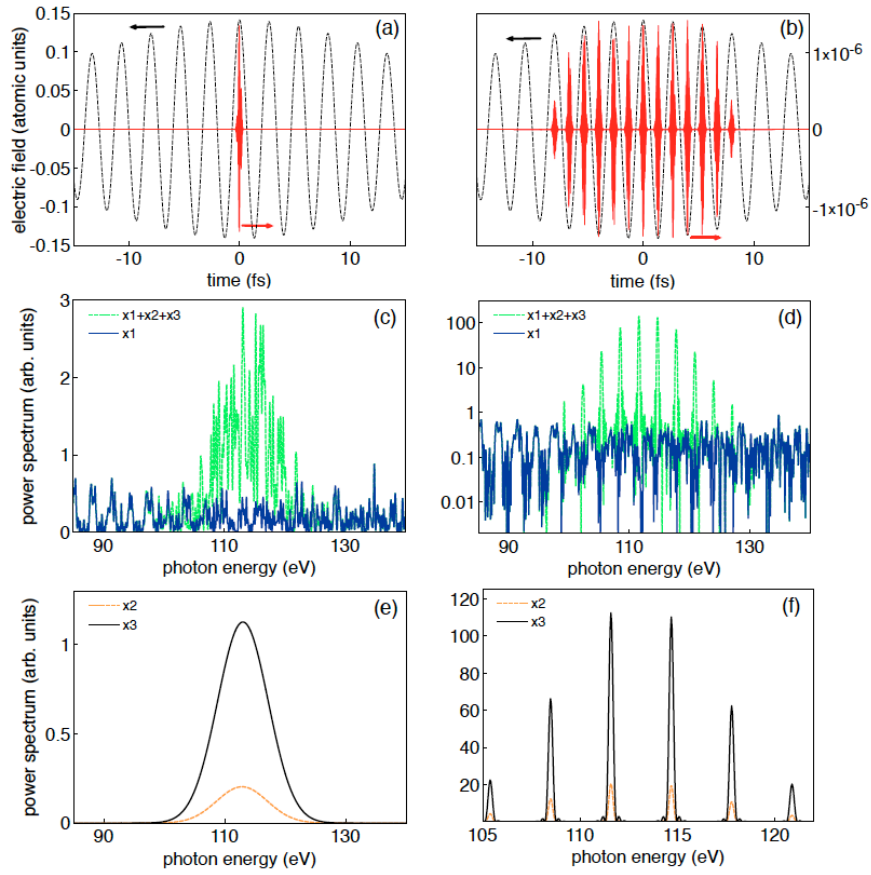 (a)
electric field (atomic units)
0.15
0.1
0.05
0
-0.05
-0.1
-0.15
-10
0
10
time (fs)
(b)
1×10-6
0
-1×10-6
-10
0
10
time (fs)
(c)
x1+x2+x3
x1
power spectrum (arb. units)
3
2
1
0
90
110
130
photon energy (eV)
(d)
x1+x2+x3
x1
100
10
1
0.1
0.01
90
110
130
photon energy (eV)
(e)
x2
x3
power spectrum (arb. units)
1
0.5
0
90
110
130
photon energy (eV)
(f)
x2
x3
120
100
80
60
40
20
105
110
115
120
photon energy (eV)